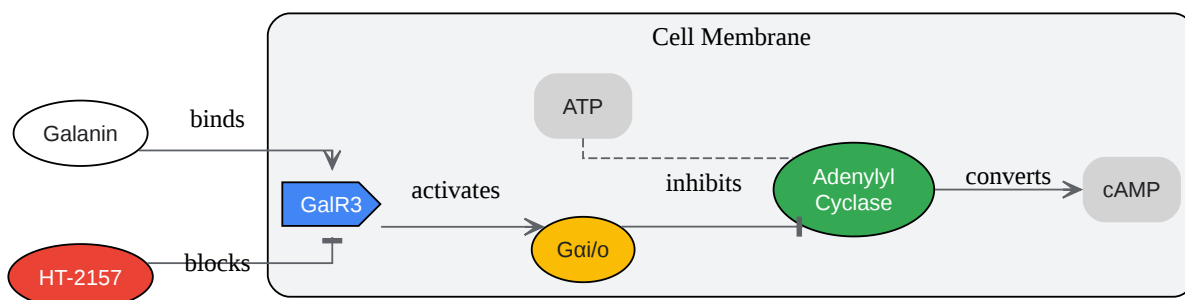 Cell Membrane
ATP
Galanin
binds
GalR3
activates
inhibits
Adenylyl
Cyclase
converts
cAMP
Gαi/o
HT-2157
blocks